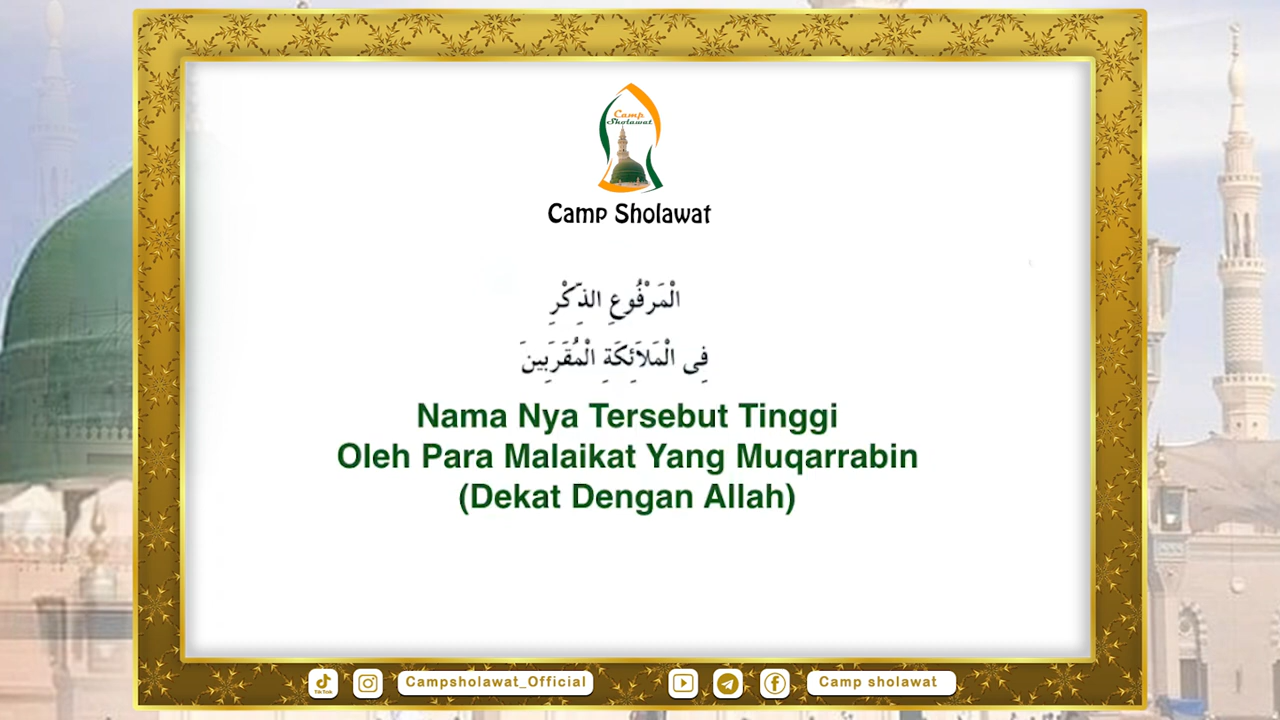 Camp
Sholawat
Camp Sholawat
الْمَرْفُوعِ الذِّكْرِ
فِى الْمَلاَئِكَةِ الْمُقَرَبِينَ
Nama Nya Tersebut Tinggi
Oleh Para Malaikat Yang Muqarrabin
(Dekat Dengan Allah)
TikTok
Campsholawat_Official
Camp sholawat